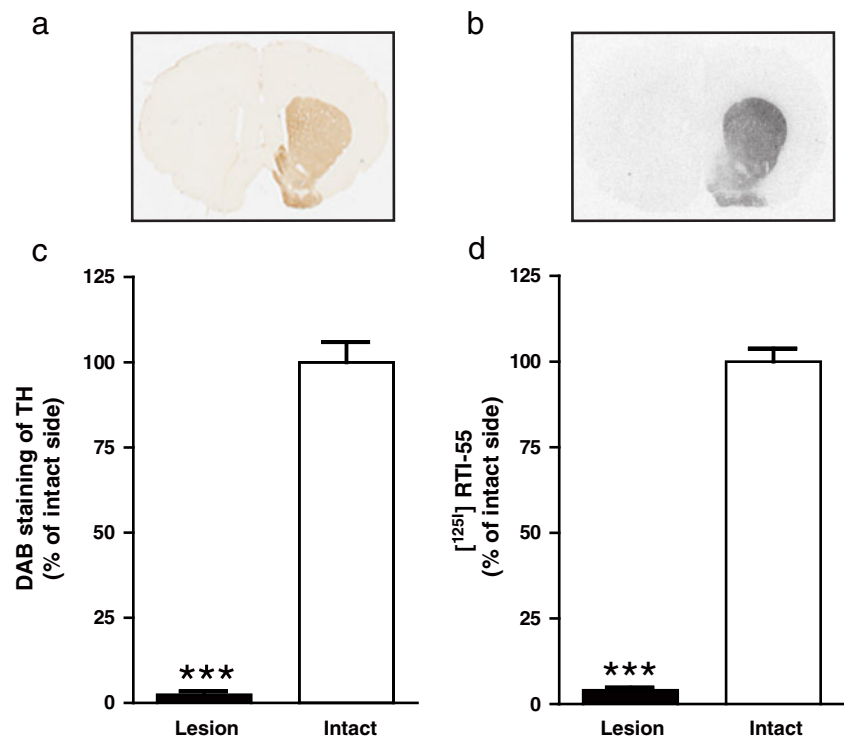 a
b
c
DAB staining of TH
(% of intact side)
125
100
75
50
25
0
***
Lesion
Intact
d
[¹²⁵ᴵ] RTI-55
(% of intact side)
125
100
75
50
25
0
***
Lesion
Intact